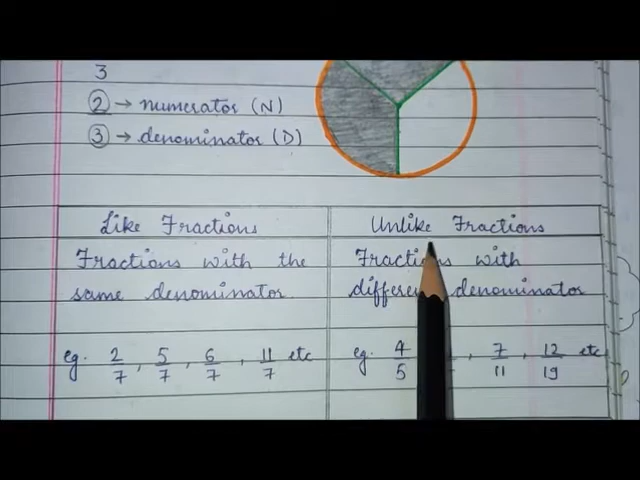 3
2 → numerator (N)
3 → denominator (D)
Like Fractions
Fractions with the
same denominator
eg. 2/7, 5/7, 6/7, 11/7 etc
Unlike Fractions
Fractions with
different denominator
eg. 4/5 , 7/11, 12/19 etc